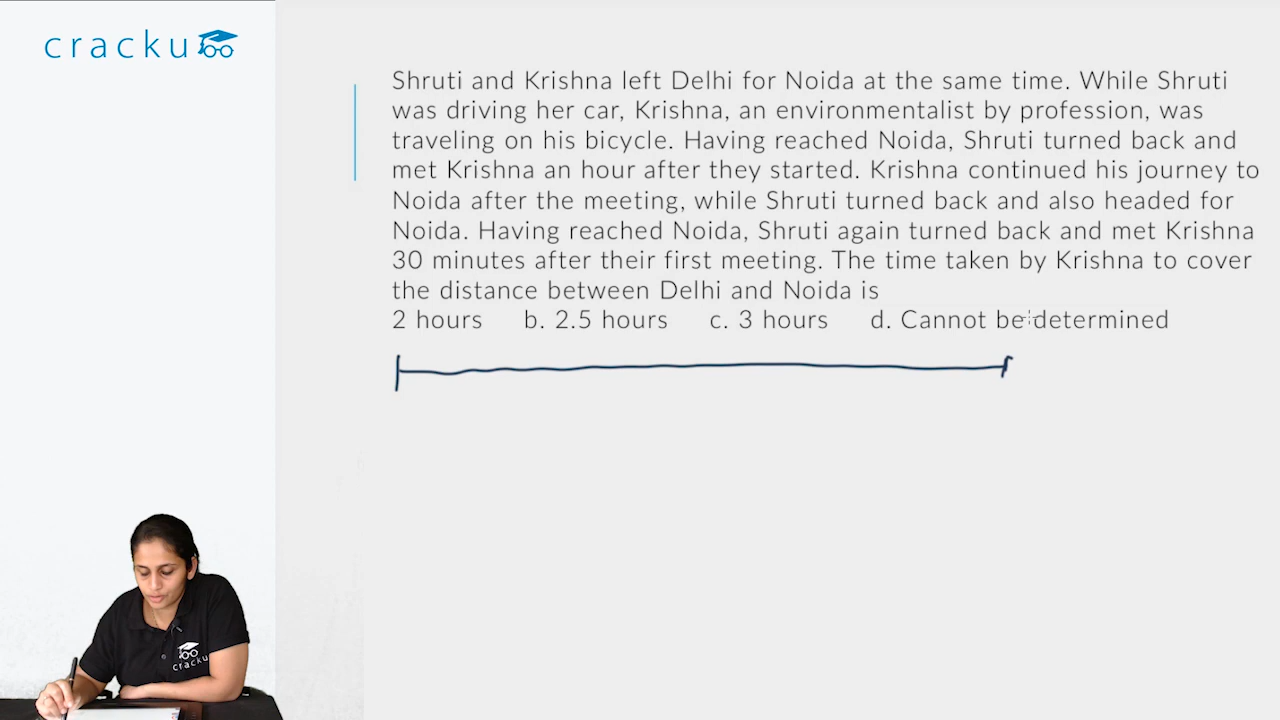 cracku
Shruti and Krishna left Delhi for Noida at the same time. While Shruti
was driving her car, Krishna, an environmentalist by profession, was
traveling on his bicycle. Having reached Noida, Shruti turned back and
met Krishna an hour after they started. Krishna continued his journey to
Noida after the meeting, while Shruti turned back and also headed for
Noida. Having reached Noida, Shruti again turned back and met Krishna
30 minutes after their first meeting. The time taken by Krishna to cover
the distance between Delhi and Noida is
2 hours b. 2.5 hours c. 3 hours d. Cannot be determined
cracku